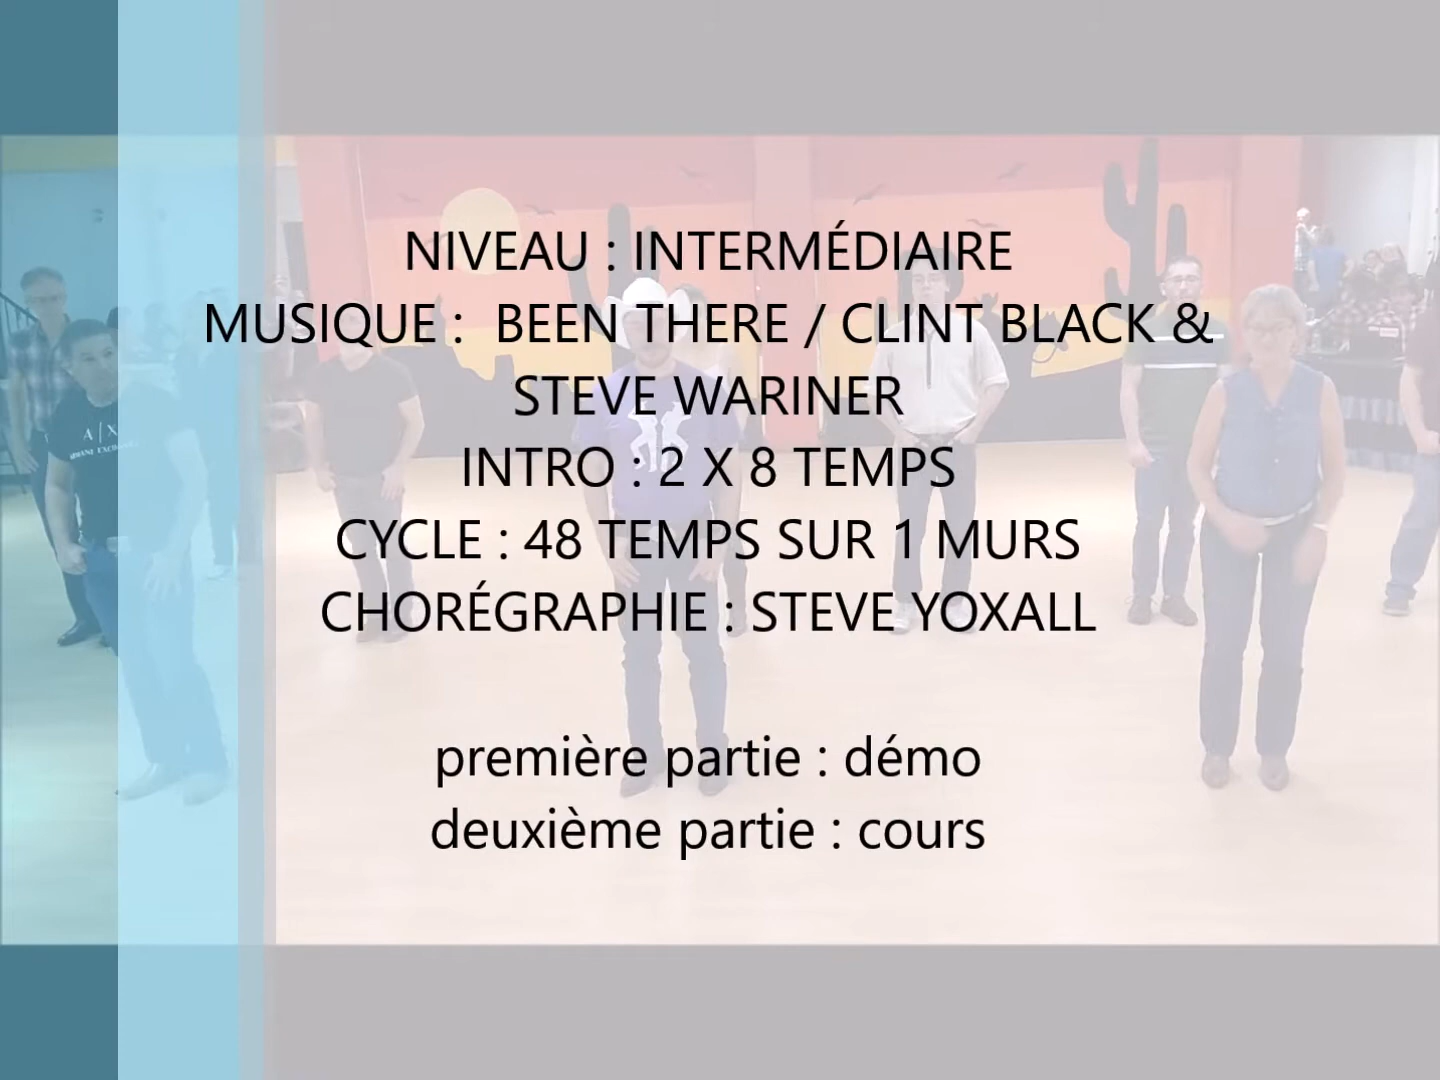 NIVEAU : INTERMÉDIAIRE
MUSIQUE :  BEEN THERE / CLINT BLACK &
STEVE WARINER
INTRO : 2 X 8 TEMPS
CYCLE : 48 TEMPS SUR 1 MURS
CHORÉGRAPHIE : STEVE YOXALL
première partie : démo
deuxième partie : cours
A|X